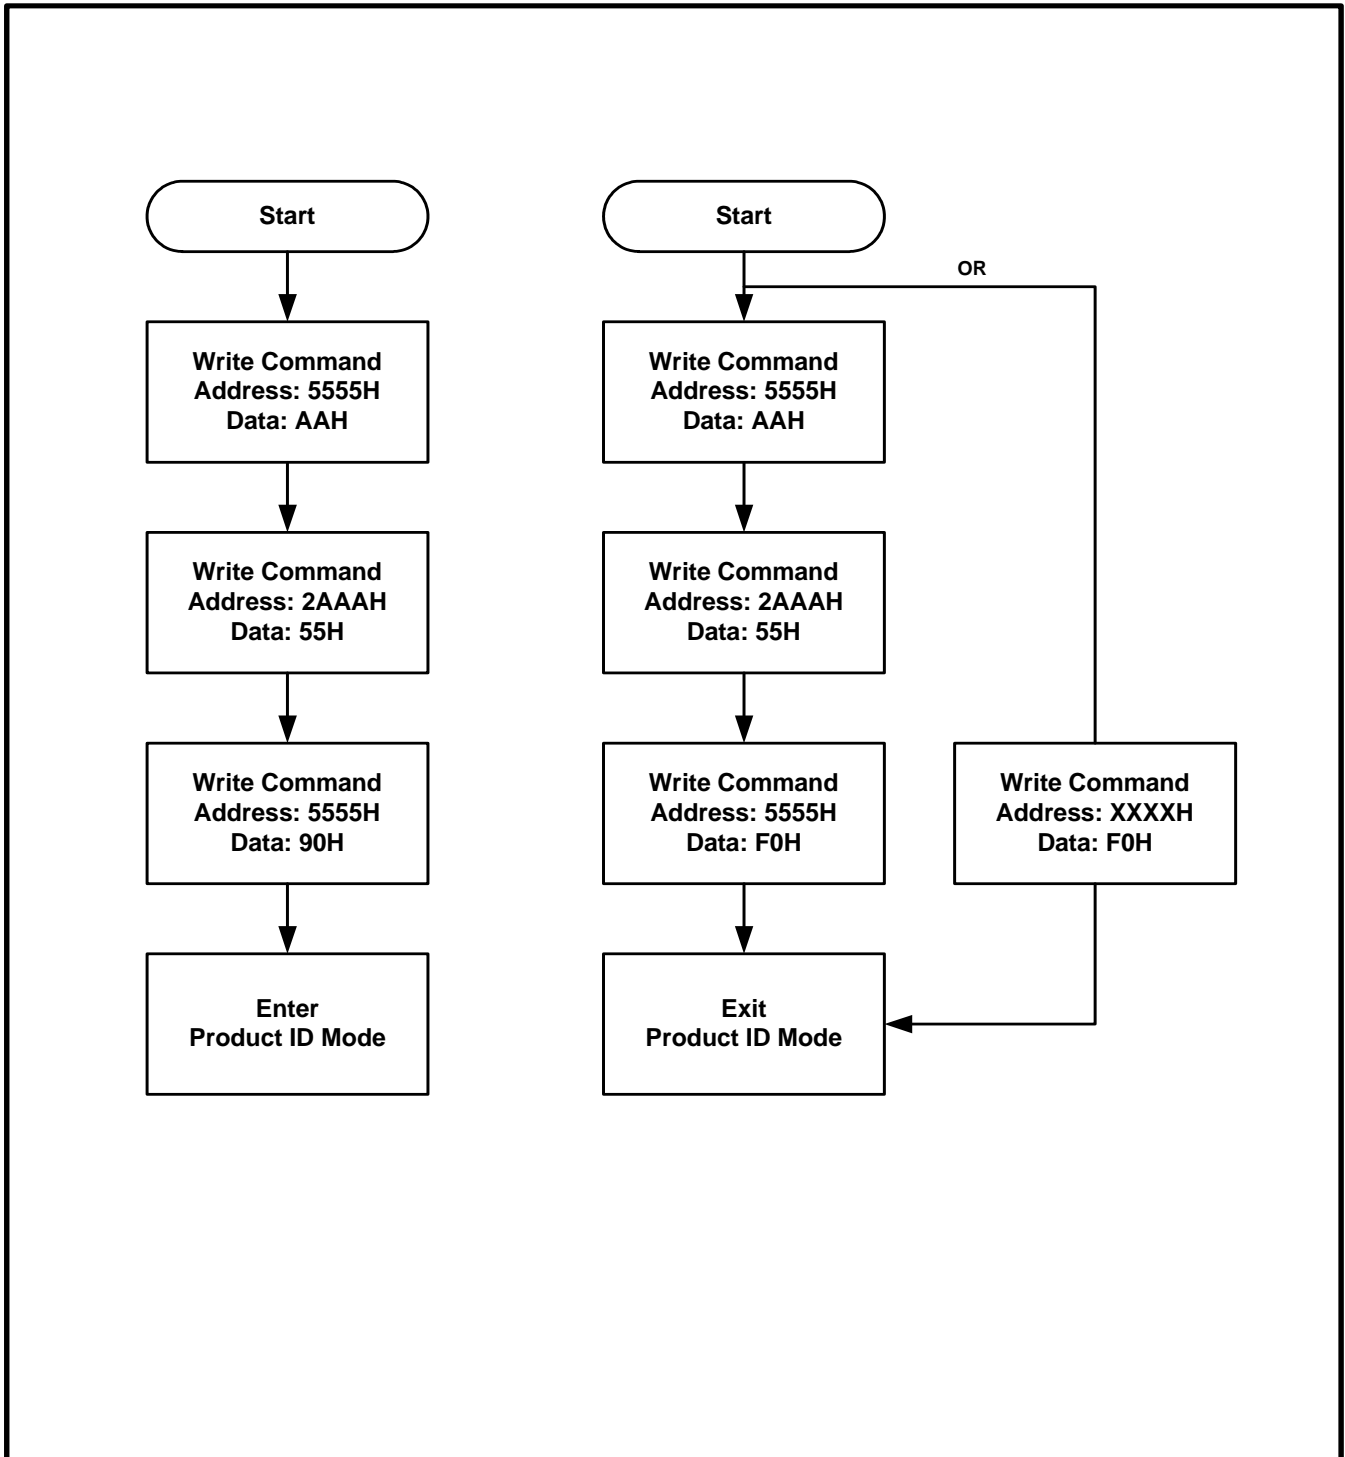 Start
Write Command
Address: 5555H
Data: AAH
Write Command
Address: 2AAAH
Data: 55H
Write Command
Address: 5555H
Data: 90H
Enter
Product ID Mode
Start
OR
Write Command
Address: 5555H
Data: AAH
Write Command
Address: 2AAAH
Data: 55H
Write Command
Address: 5555H
Data: F0H
Write Command
Address: XXXXH
Data: F0H
Exit
Product ID Mode